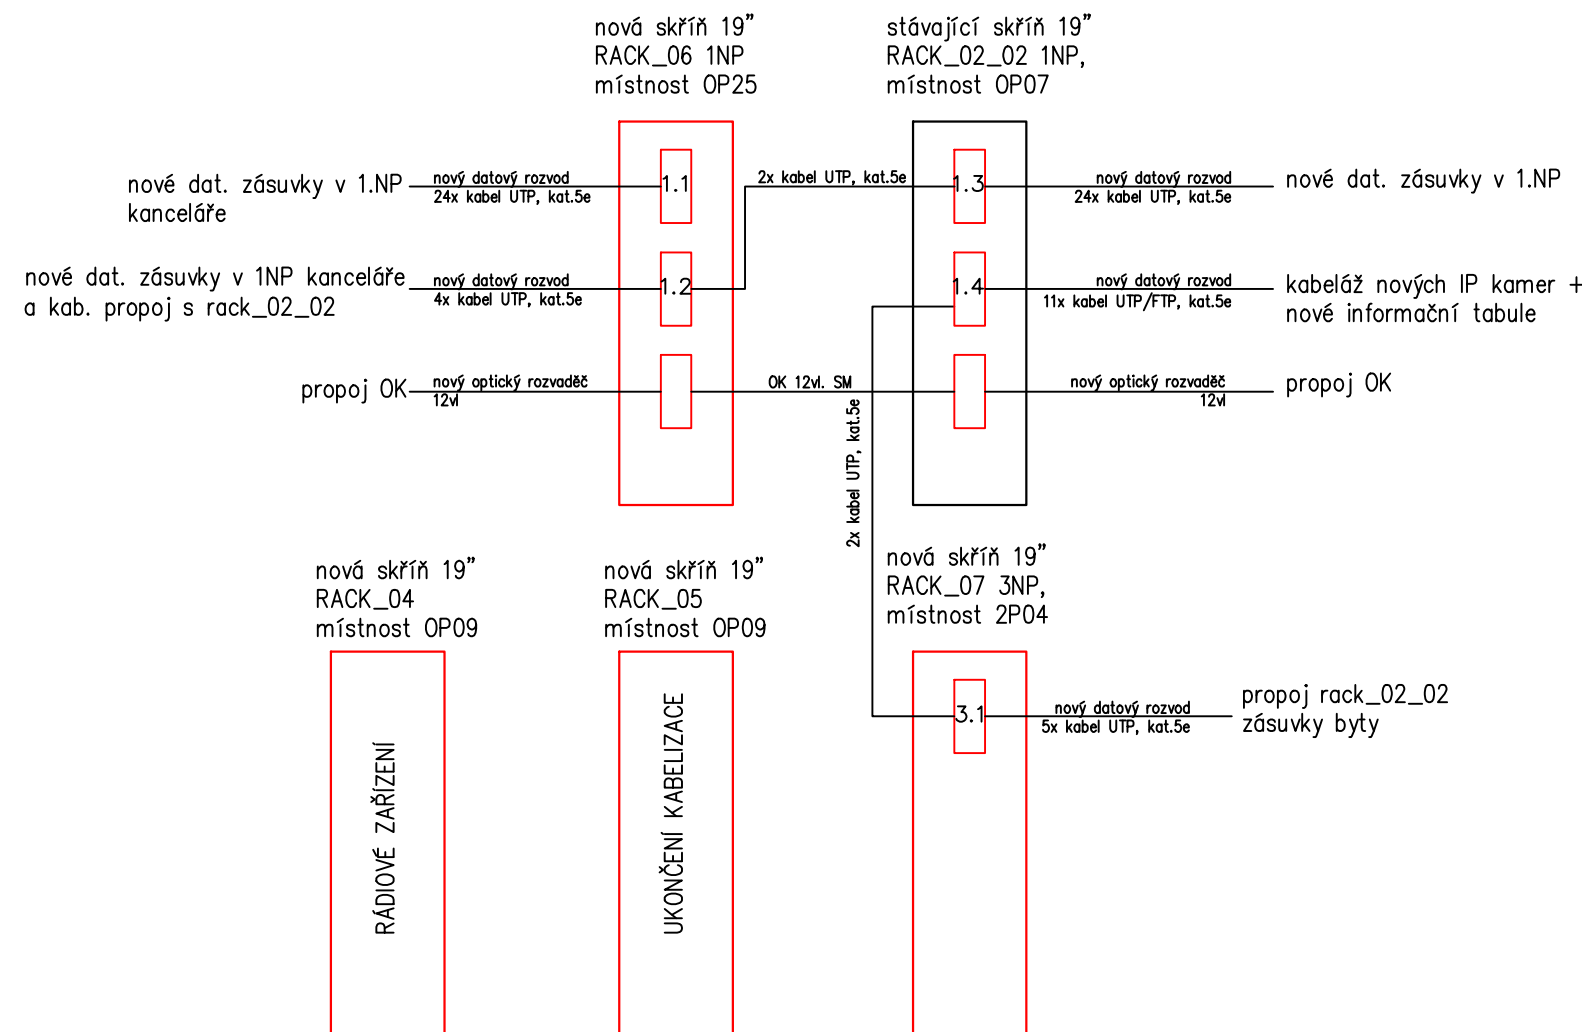 nová skříň 19”
RACK_06 1NP
místnost OP25
stávající skříň 19”
RACK_02_02 1NP,
místnost OP07
nové dat. zásuvky v 1.NP
kanceláře
nový datový rozvod
24x kabel UTP, kat.5e
1.1
2x kabel UTP, kat.5e
1.3
nový datový rozvod
24x kabel UTP, kat.5e
nové dat. zásuvky v 1.NP
nové dat. zásuvky v 1NP kanceláře
a kab. propoj s rack_02_02
nový datový rozvod
4x kabel UTP, kat.5e
1.2
1.4
nový datový rozvod
11x kabel UTP/FTP, kat.5e
kabeláž nových IP kamer +
nové informační tabule
propoj OK
nový optický rozvaděč
12vl
OK 12vl. SM
nový optický rozvaděč
12vl
propoj OK
2x kabel UTP, kat.5e
nová skříň 19”
RACK_04
místnost OP09
nová skříň 19”
RACK_05
místnost OP09
nová skříň 19”
RACK_07 3NP,
místnost 2P04
RÁDIOVÉ ZAŘÍZENÍ
UKONČENÍ KABELIZACE
3.1
nový datový rozvod
5x kabel UTP, kat.5e
propoj rack_02_02
zásuvky byty